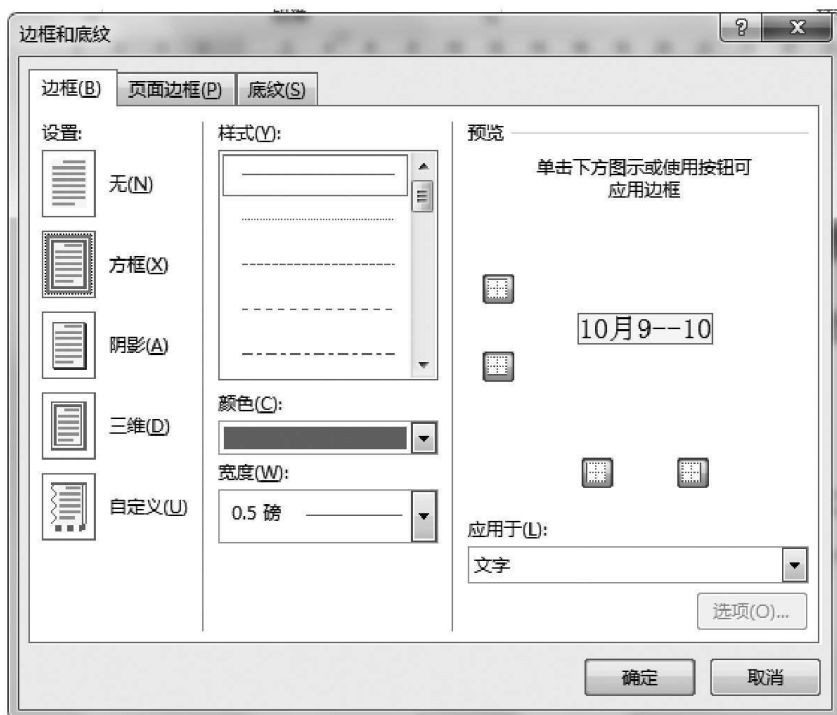 边框和底纹
边框(B) 页面边框(P) 底纹(S)
设置:
无(N)
方框(X)
阴影(A)
三维(D)
自定义(U)
样式(Y):
颜色(C):
宽度(W):
0.5 磅
预览
单击下方图示或使用按钮可
应用边框
10月9--10
应用于(L):
文字
选项(O)...
确定 取消